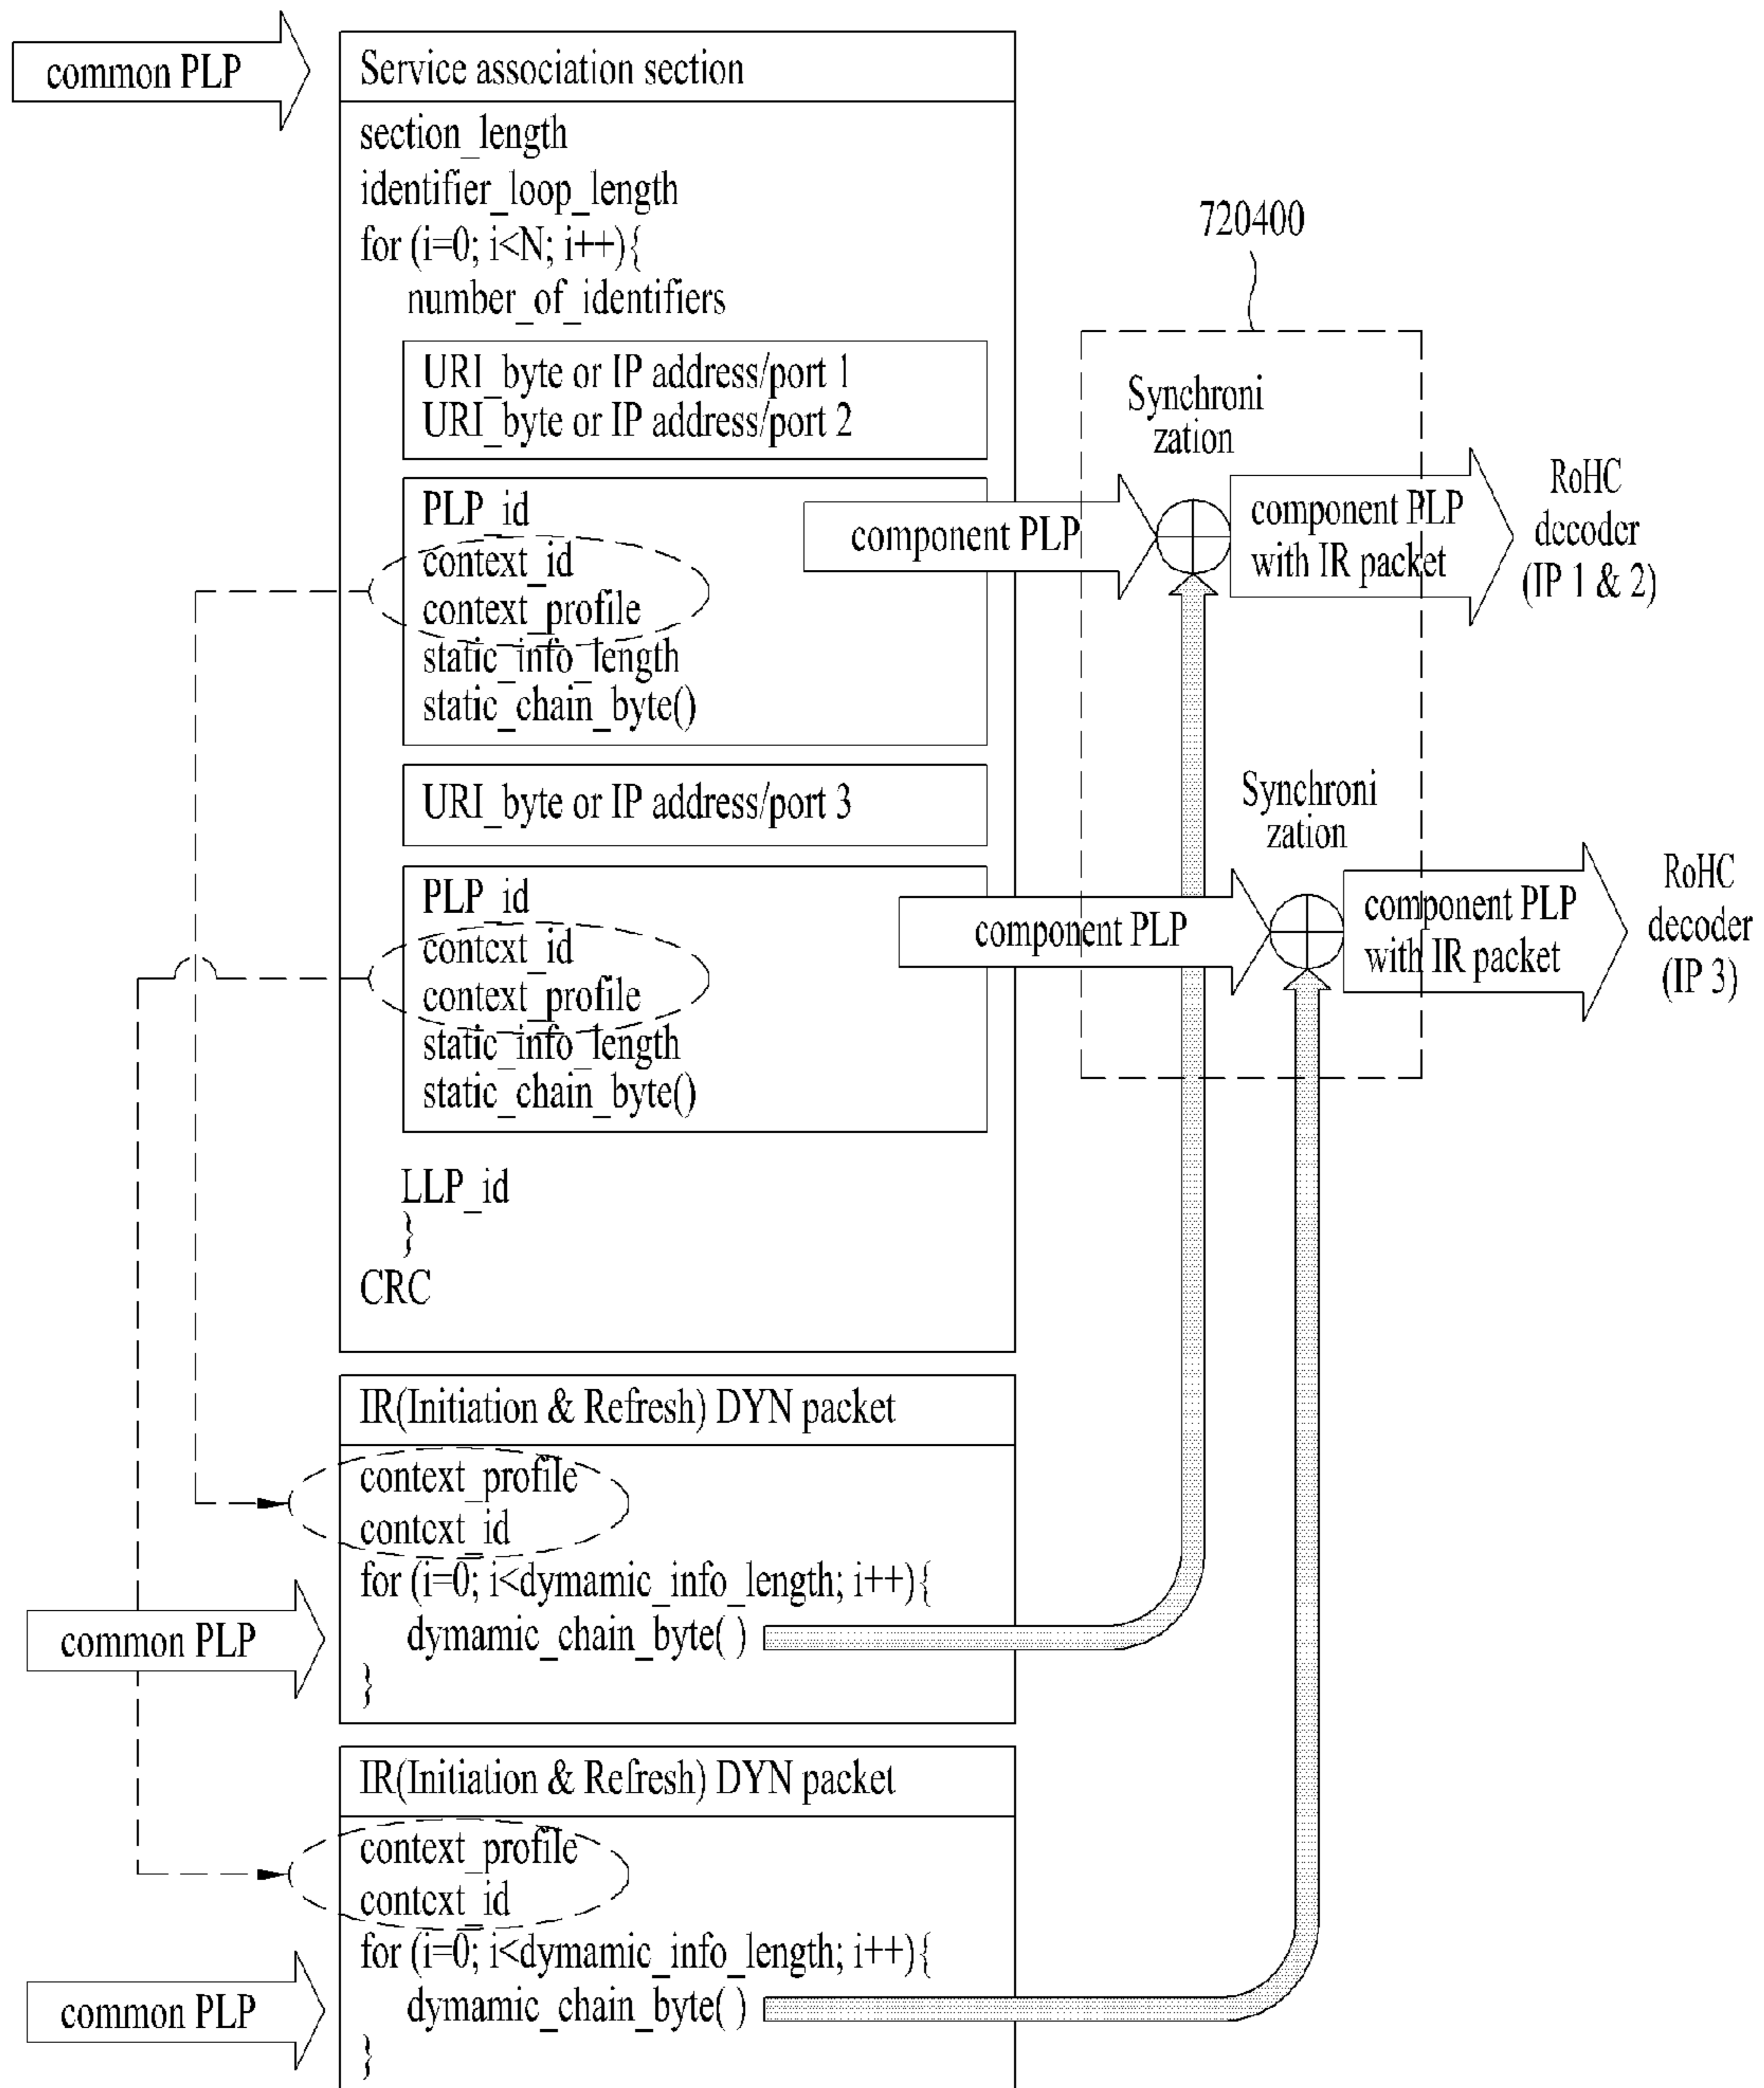 common PLP
Service association section
section_length
identifier_loop_length
for (i=0; i<N; i++){
number_of_identifiers
URI_byte or IP address/port 1
URI_byte or IP address/port 2
PLP_id
context_id
context_profile
static_info_length
static_chain_byte()
URI_byte or IP address/port 3
PLP_id
context_id
context_profile
static_info_length
static_chain_byte()
LLP_id
}
CRC
720400
Synchroni
zation
component PLP
component PLP
with IR packet
RoHC
decoder
(IP 1 & 2)
Synchroni
zation
component PLP
component PLP
with IR packet
RoHC
decoder
(IP 3)
IR(Initiation & Refresh) DYN packet
context_profile
context_id
for (i=0; i<dymamic_info_length; i++){
common PLP
dymamic_chain_byte( )
}
IR(Initiation & Refresh) DYN packet
context_profile
context_id
for (i=0; i<dymamic_info_length; i++){
common PLP
dymamic_chain_byte( )
}